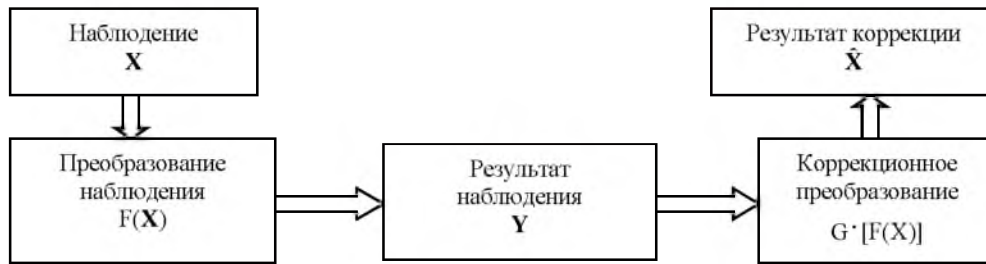 Наблюдение
X
Результат коррекции
X̂
Преобразование
наблюдения
F(X)
Результат
наблюдения
Y
Коррекционное
преобразование
G·[F(X)]